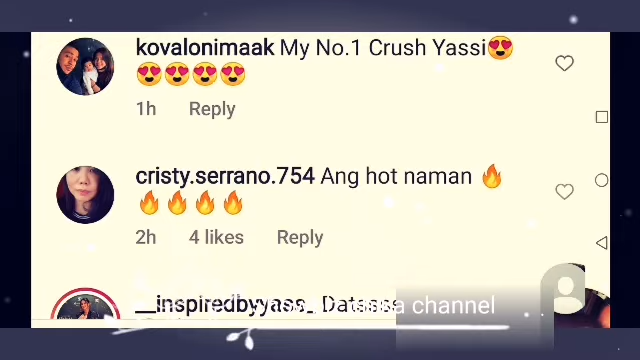 kovalonimaak My No.1 Crush Yassi😍
😍😍😍😍
1h Reply
cristy.serrano.754 Ang hot naman 🔥
🔥🔥🔥🔥
2h 4 likes Reply
__inspiredbyyass_
channel